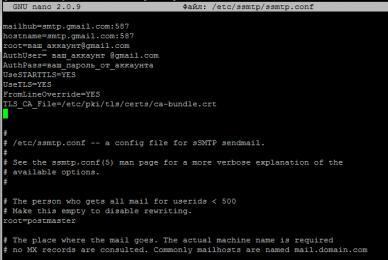 GNU nano 2.0.9 Файл: /etc/ssmtp/ssmtp.conf
mailhub=smtp.gmail.com:587
hostname=smtp.gmail.com:587
root=ваш_аккаунт@gmail.com
AuthUser= ваш_аккаунт @gmail.com
AuthPass=ваш_пароль_от_аккаунта
UseSTARTTLS=YES
UseTLS=YES
FromLineOverride=YES
TLS_CA_File=/etc/pki/tls/certs/ca-bundle.crt
#
# /etc/ssmtp.conf -- a config file for sSMTP sendmail.
#
# See the ssmtp.conf(5) man page for a more verbose explanation of the
# available options.
#
# The person who gets all mail for userids < 500
# Make this empty to disable rewriting.
root=postmaster
# The place where the mail goes. The actual machine name is required
# no MX records are consulted. Commonly mailhosts are named mail.domain.com